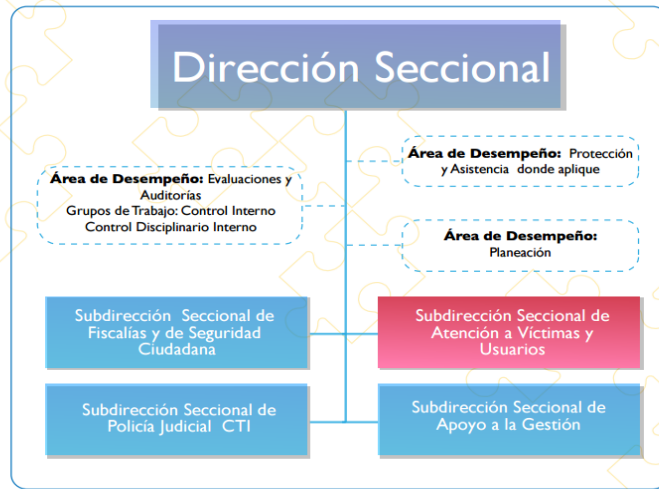 Dirección Seccional
Área de Desempeño: Protección
y Asistencia donde aplique
Área de Desempeño: Evaluaciones y
Auditorías
Grupos de Trabajo: Control Interno
Control Disciplinario Interno
Área de Desempeño:
Planeación
Subdirección Seccional de
Fiscalías y de Seguridad
Ciudadana
Subdirección Seccional de
Atención a Víctimas y
Usuarios
Subdirección Seccional de
Policía Judicial CTI
Subdirección Seccional de
Apoyo a la Gestión